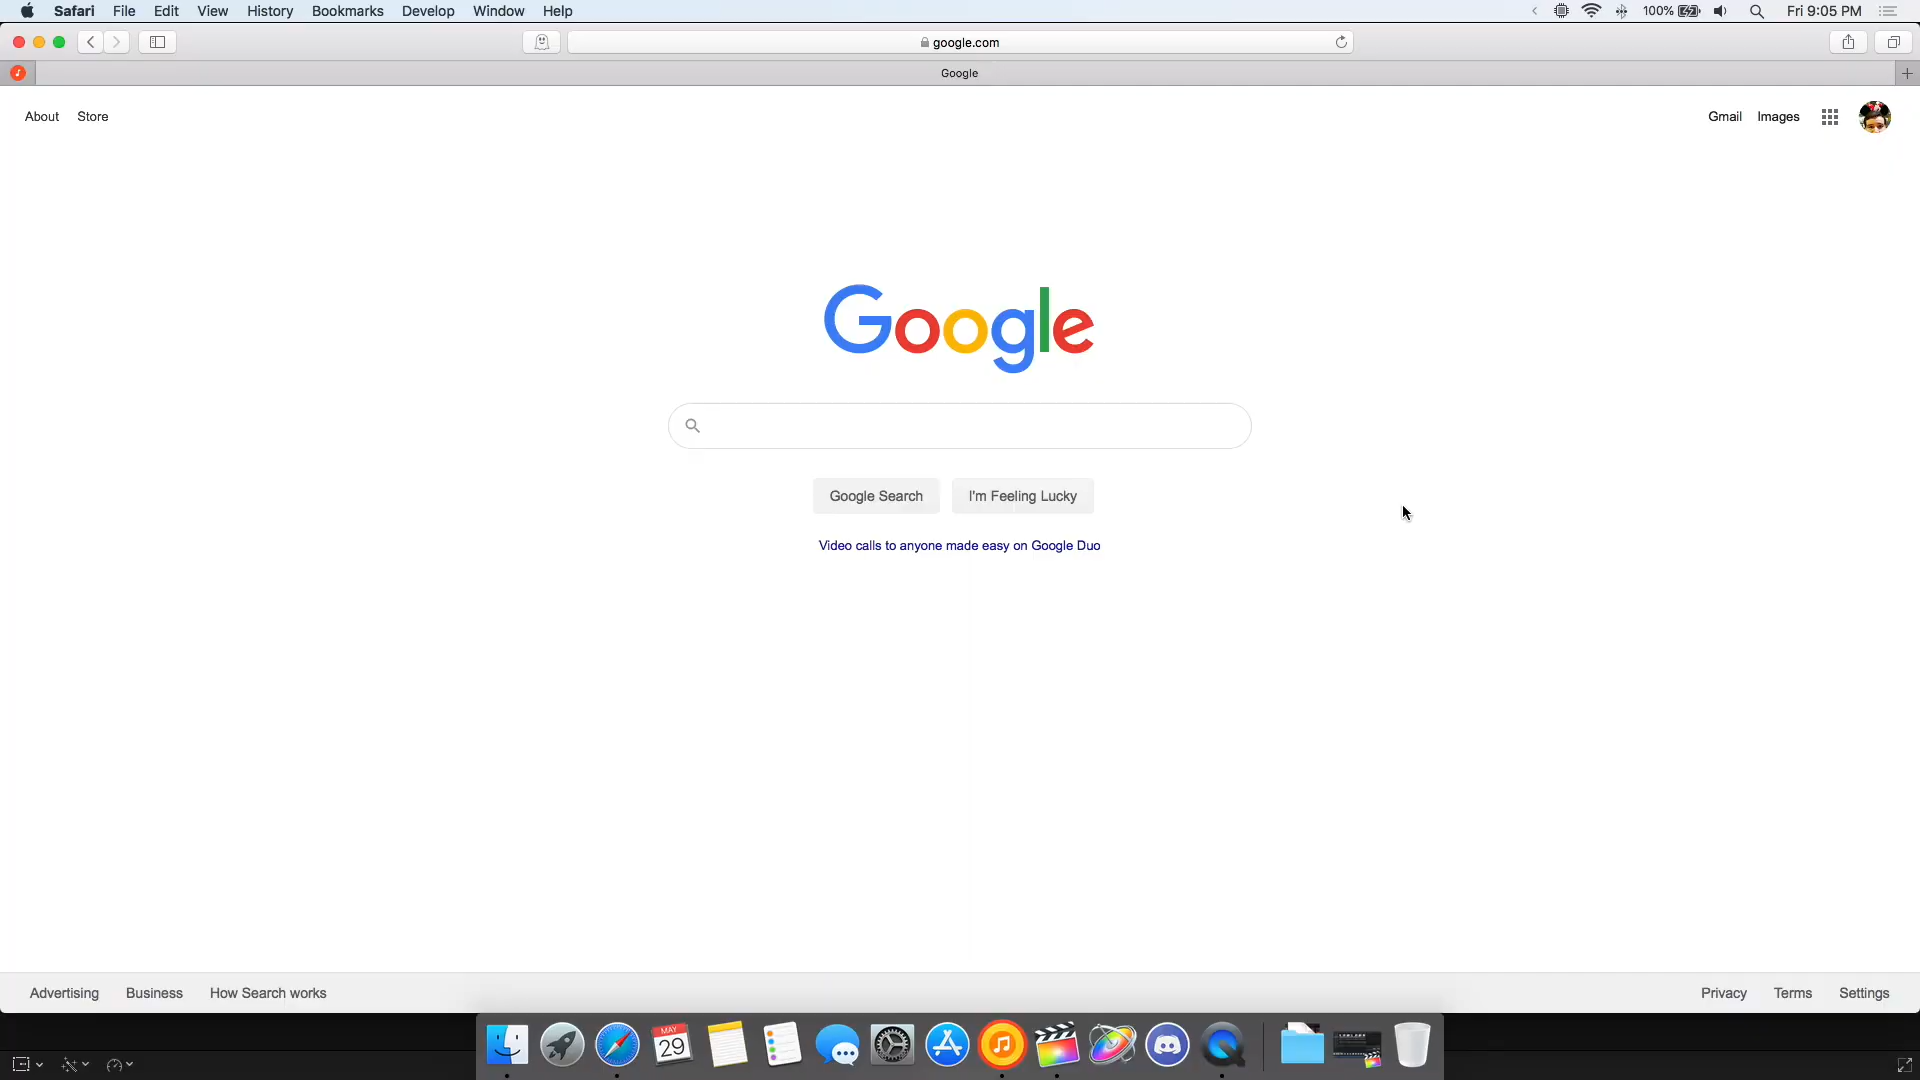 Safari File Edit View History Bookmarks Develop Window Help 100% Fri 9:05 PM
google.com
Google
About Store Gmail Images
Google
Google Search I'm Feeling Lucky
Video calls to anyone made easy on Google Duo
Advertising Business How Search works Privacy Terms Settings
MAY
29